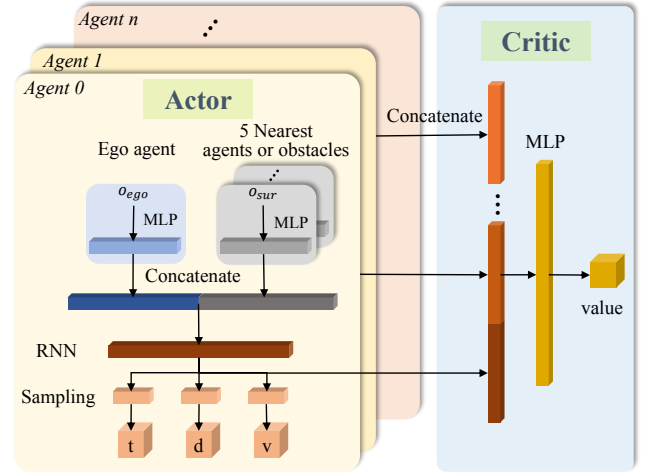 Agent n
Agent 1
Agent 0
Actor
Critic
Concatenate
MLP
Ego agent
5 Nearest
agents or obstacles
o_ego
MLP
o_sur
MLP
Concatenate
value
RNN
Sampling
t
d
v